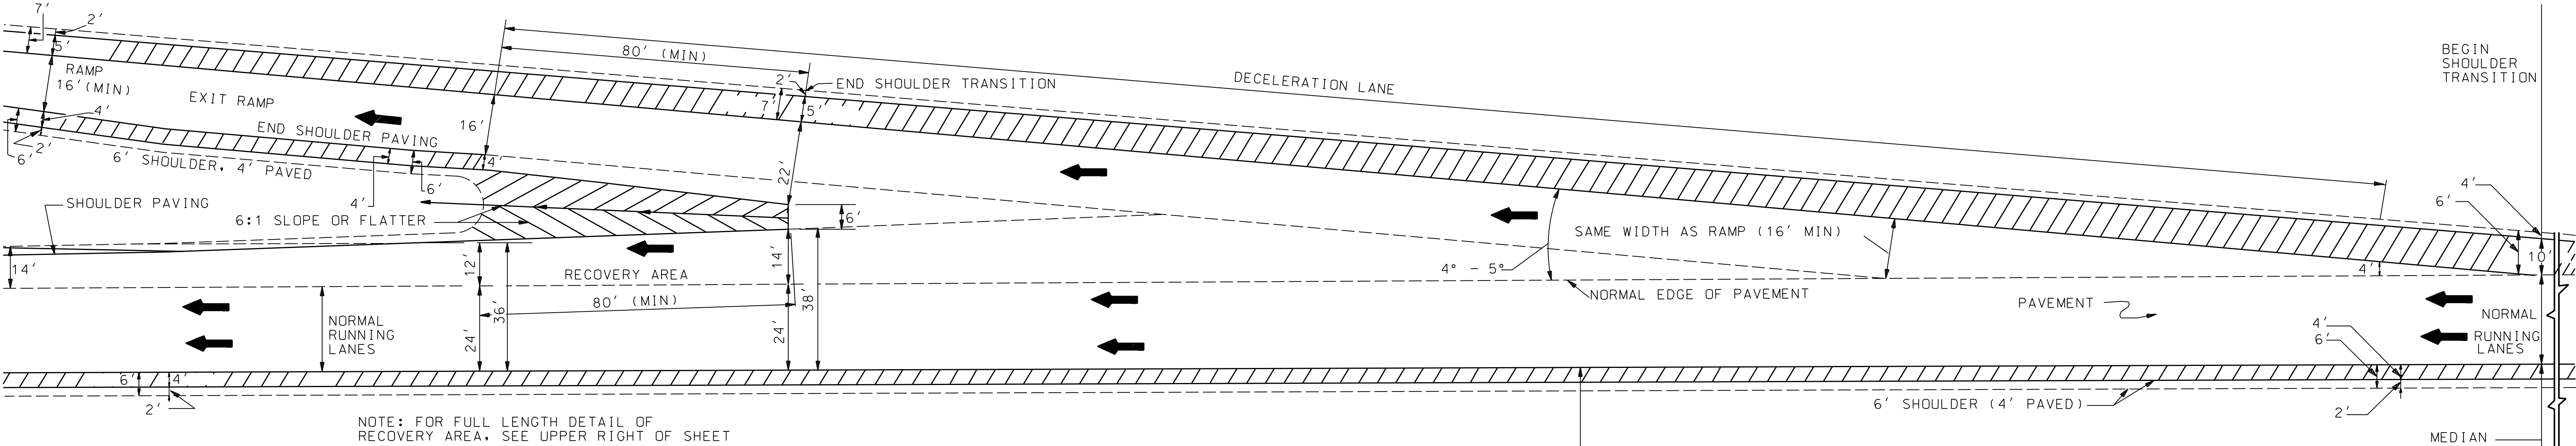 7'
2'
5'
RAMP
16'(MIN)
EXIT RAMP
4'
END SHOULDER PAVING
2'
6'
6' SHOULDER, 4' PAVED
SHOULDER PAVING
4'
6'
6:1 SLOPE OR FLATTER
14'
80' (MIN)
16'
4'
2'
END SHOULDER TRANSITION
7'
5'
22'
6'
DECELERATION LANE
12'
36'
24'
RECOVERY AREA
80' (MIN)
14'
38'
24'
NORMAL
RUNNING
LANES
6'
4'
2'
NOTE: FOR FULL LENGTH DETAIL OF
RECOVERY AREA, SEE UPPER RIGHT OF SHEET
4° - 5°
SAME WIDTH AS RAMP (16' MIN)
NORMAL EDGE OF PAVEMENT
PAVEMENT
BEGIN
SHOULDER
TRANSITION
4'
6'
10'
4'
NORMAL
RUNNING
LANES
4'
6'
6' SHOULDER (4' PAVED)
2'
MEDIAN